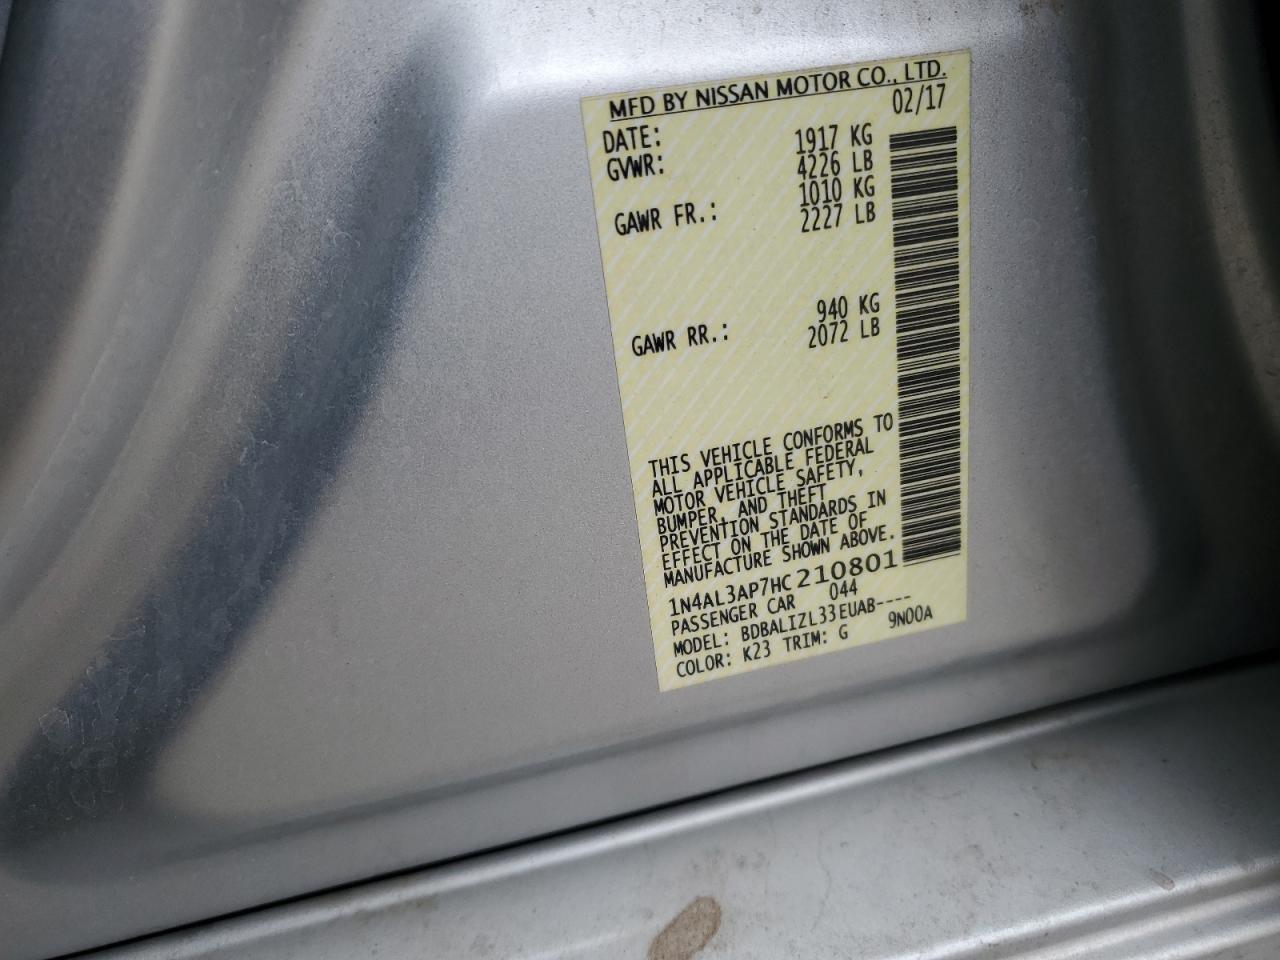 MFD BY NISSAN MOTOR CO., LTD.
DATE: 02/17
GVWR: 1917 KG
4226 LB
GAWR FR.: 1010 KG
2227 LB
GAWR RR.: 940 KG
2072 LB
THIS VEHICLE CONFORMS TO
ALL APPLICABLE FEDERAL
MOTOR VEHICLE SAFETY,
BUMPER, AND THEFT
PREVENTION STANDARDS IN
EFFECT ON THE DATE OF
MANUFACTURE SHOWN ABOVE.
1N4AL3AP7HC210801
PASSENGER CAR 044
MODEL: BDBALIZL33EUAB----
COLOR: K23 TRIM: G 9N00A